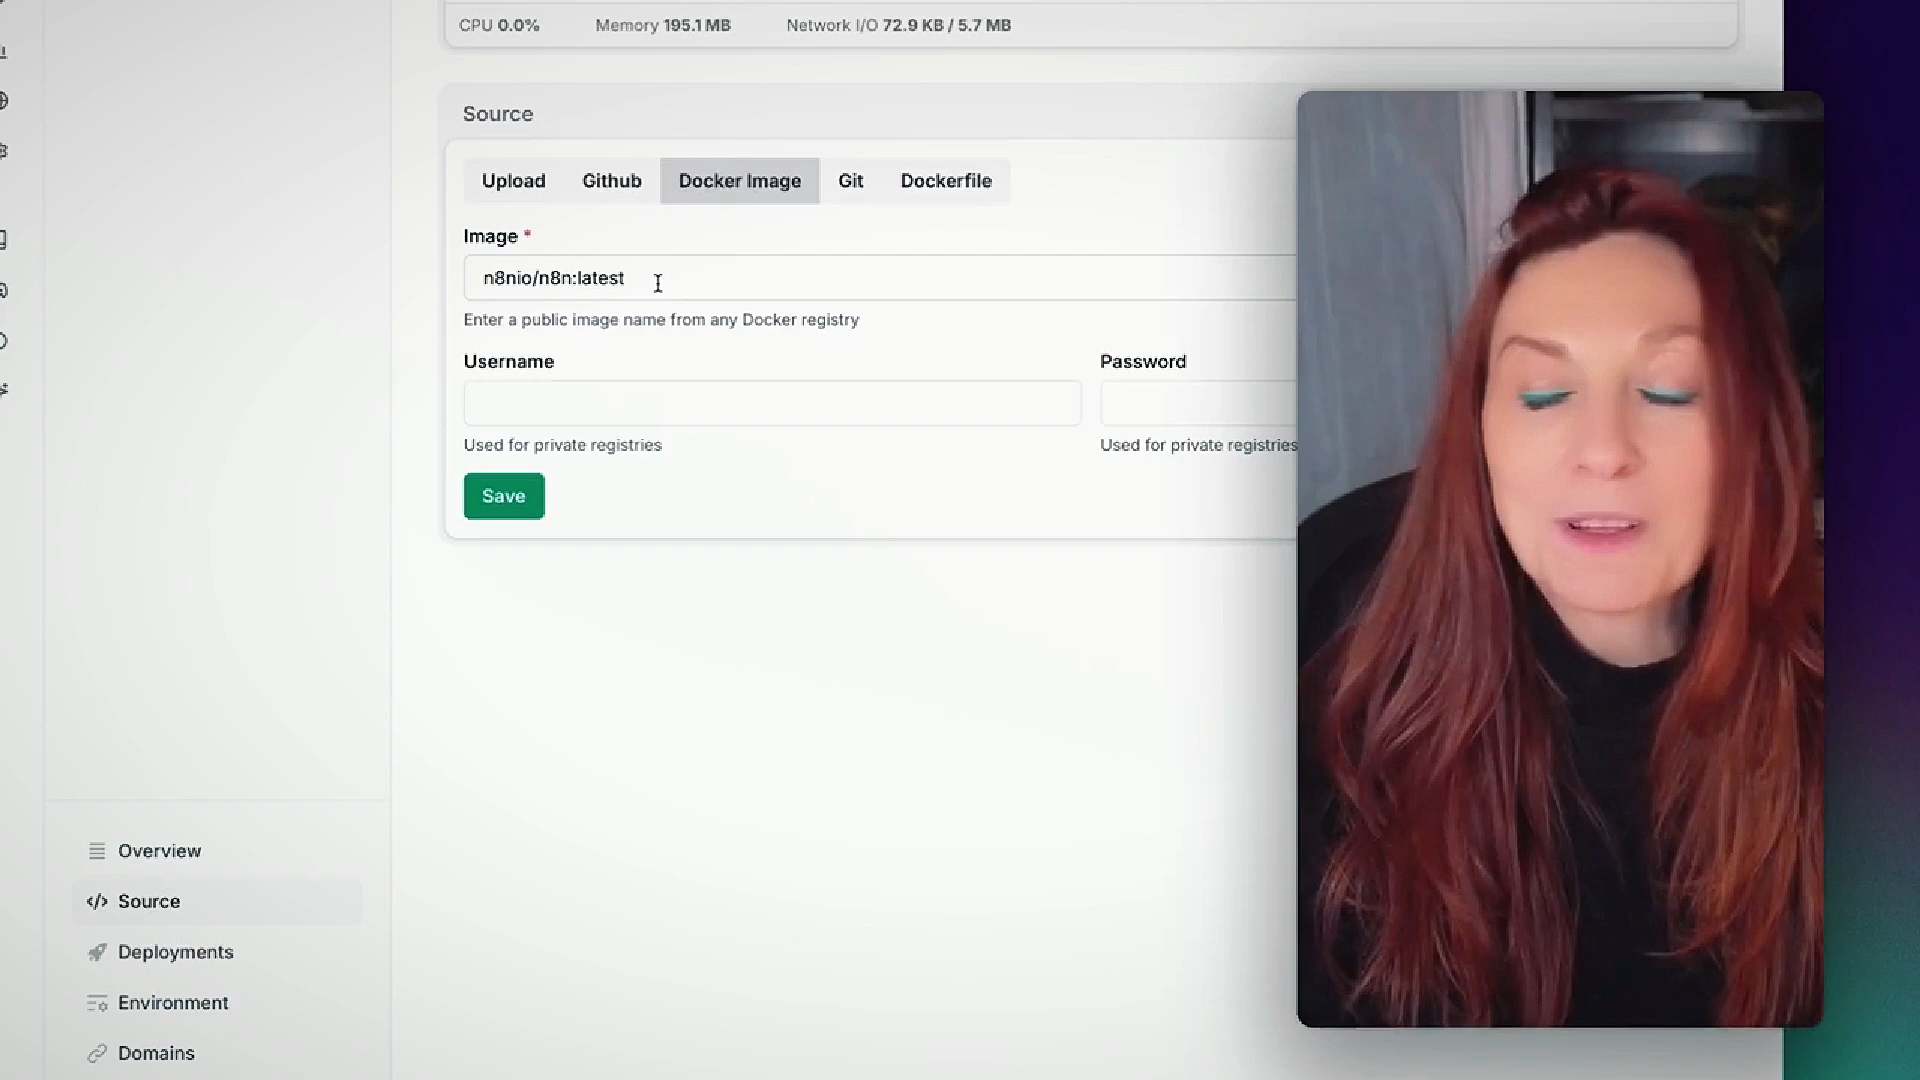 CPU 0.0% Memory 195.1 MB Network I/O 72.9 KB / 5.7 MB
Source
Upload Github Docker Image Git Dockerfile
Image *
n8nio/n8n:latest
Enter a public image name from any Docker registry
Username Password
Used for private registries Used for private registries
Save
Overview
Source
Deployments
Environment
Domains